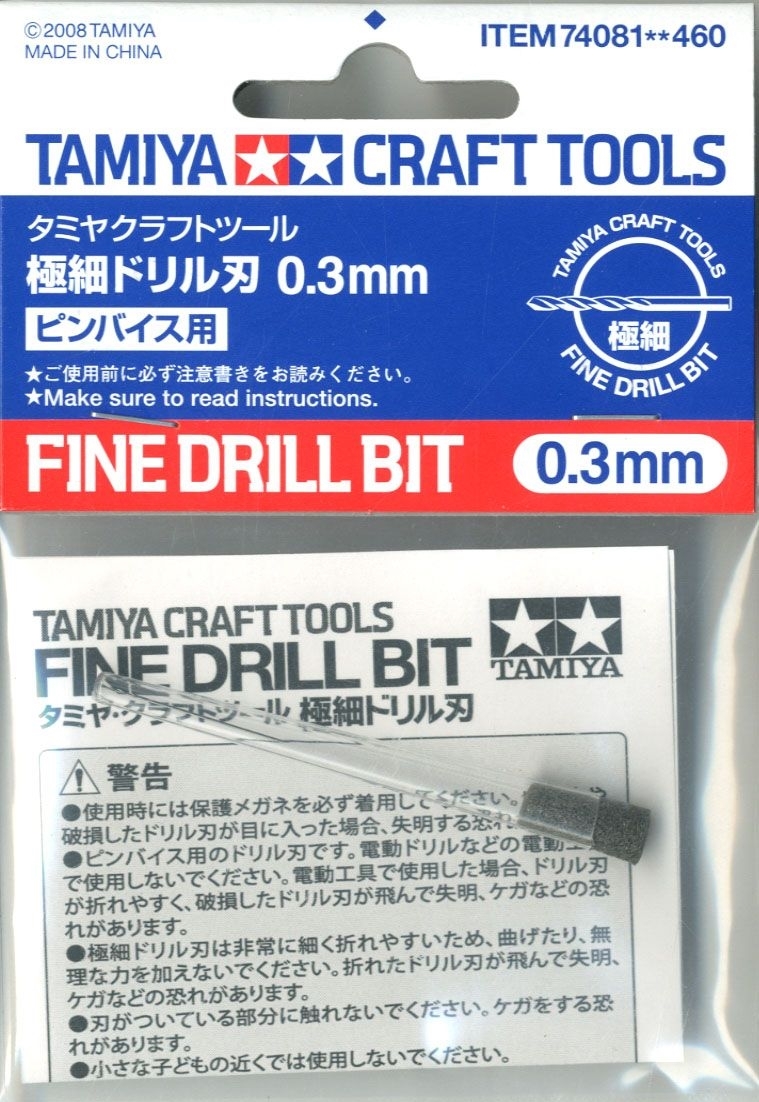 ©2008 TAMIYA
MADE IN CHINA
ITEM 74081**460
TAMIYA CRAFT TOOLS
タミヤクラフトツール
極細ドリル刃 0.3mm
ピンバイス用
★ご使用前に必ず注意書きをお読みください。
★Make sure to read instructions.
TAMIYA CRAFT TOOLS
極細
FINE DRILL BIT
FINE DRILL BIT
0.3mm
TAMIYA CRAFT TOOLS
FINE DRILL BIT
タミヤ・クラフトツール 極細ドリル刃
TAMIYA
警告
●使用時には保護メガネを必ず着用してください。
破損したドリル刃が目に入った場合、失明する恐
●ピンバイス用のドリル刃です。電動ドリルなどの電動工
で使用しないでください。電動工具で使用した場合、ドリル刃
が折れやすく、破損したドリル刃が飛んで失明、ケガなどの恐
れがあります。
●極細ドリル刃は非常に細く折れやすいため、曲げたり、無
理な力を加えないでください。折れたドリル刃が飛んで失明、
ケガなどの恐れがあります。
●刃がついている部分に触れないでください。ケガをする恐
れがあります。
●小さな子どもの近くでは使用しないでください。